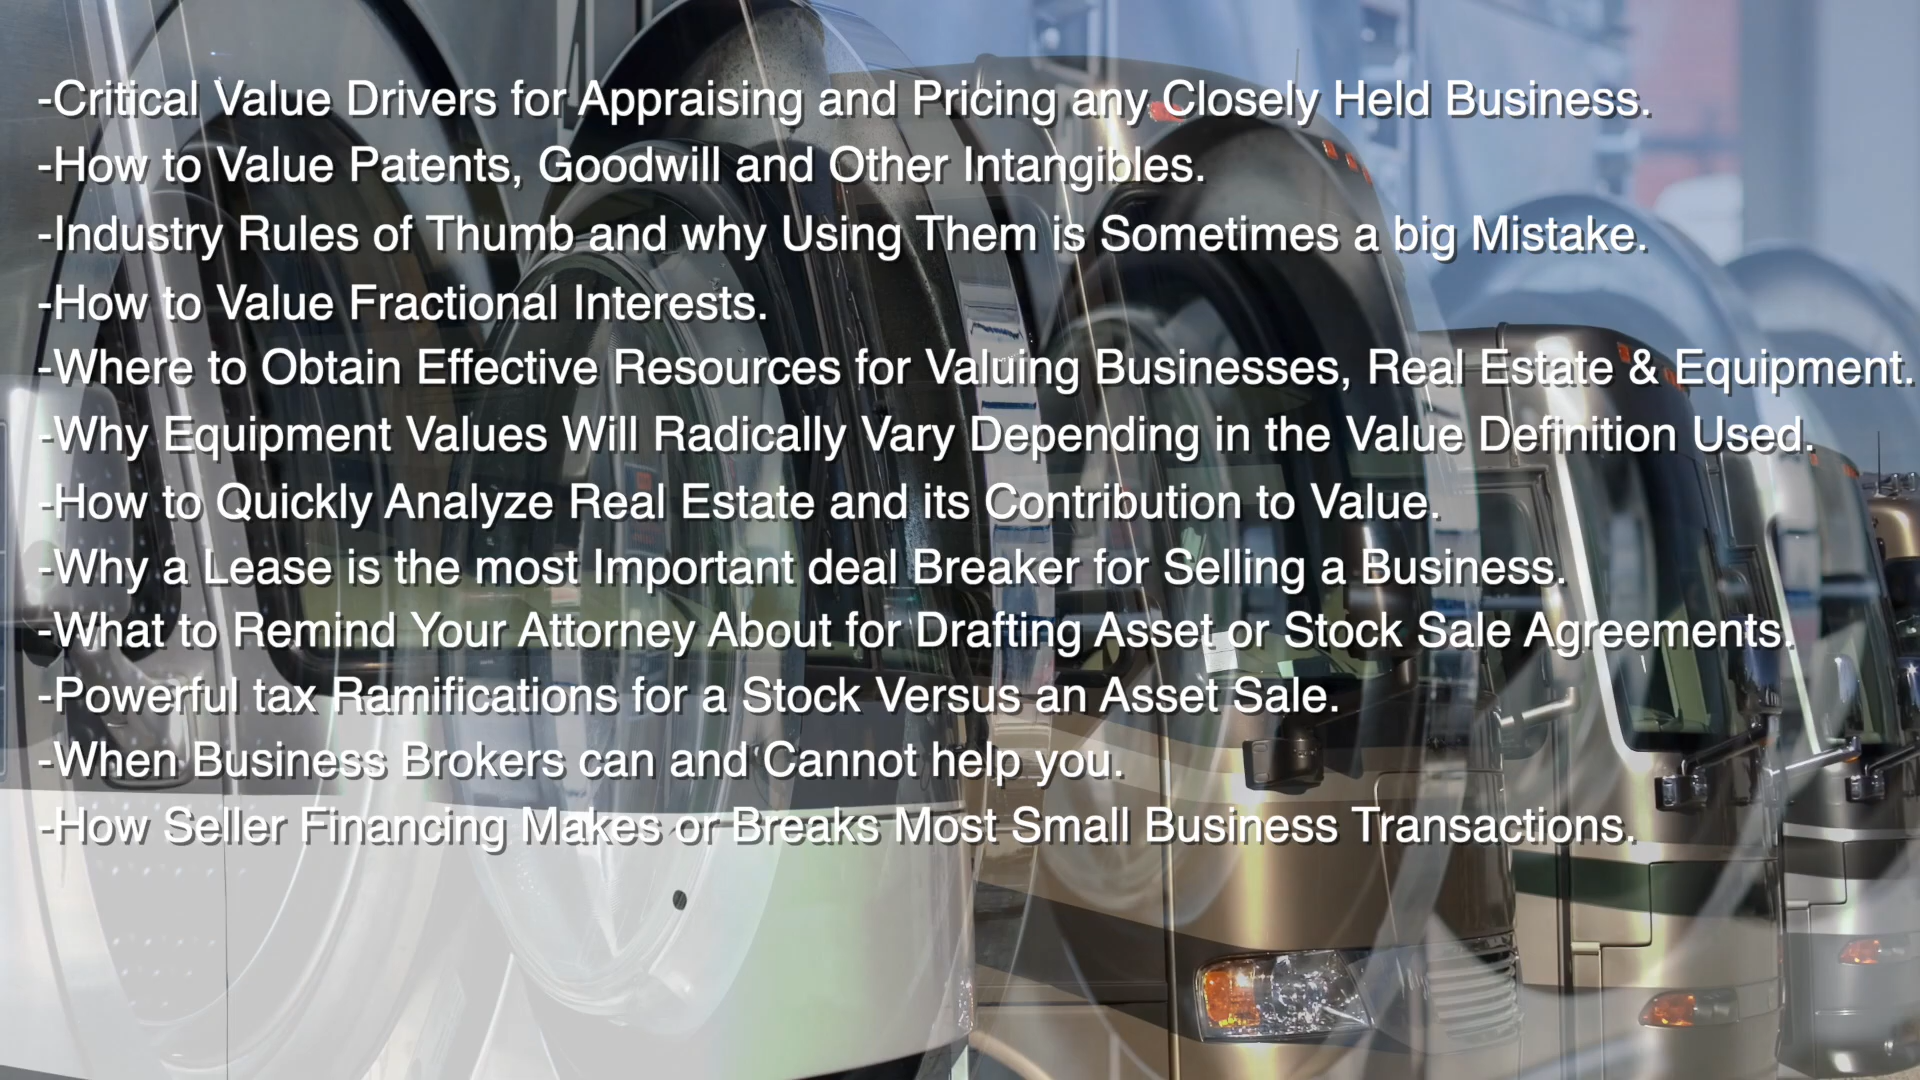 -Critical Value Drivers for Appraising and Pricing any Closely Held Business.
-How to Value Patents, Goodwill and Other Intangibles.
-Industry Rules of Thumb and why Using Them is Sometimes a big Mistake.
-How to Value Fractional Interests.
-Where to Obtain Effective Resources for Valuing Businesses, Real Estate & Equipment.
-Why Equipment Values Will Radically Vary Depending in the Value Definition Used.
-How to Quickly Analyze Real Estate and its Contribution to Value.
-Why a Lease is the most Important deal Breaker for Selling a Business.
-What to Remind Your Attorney About for Drafting Asset or Stock Sale Agreements.
-Powerful tax Ramifications for a Stock Versus an Asset Sale.
-When Business Brokers can and Cannot help you.
-How Seller Financing Makes or Breaks Most Small Business Transactions.